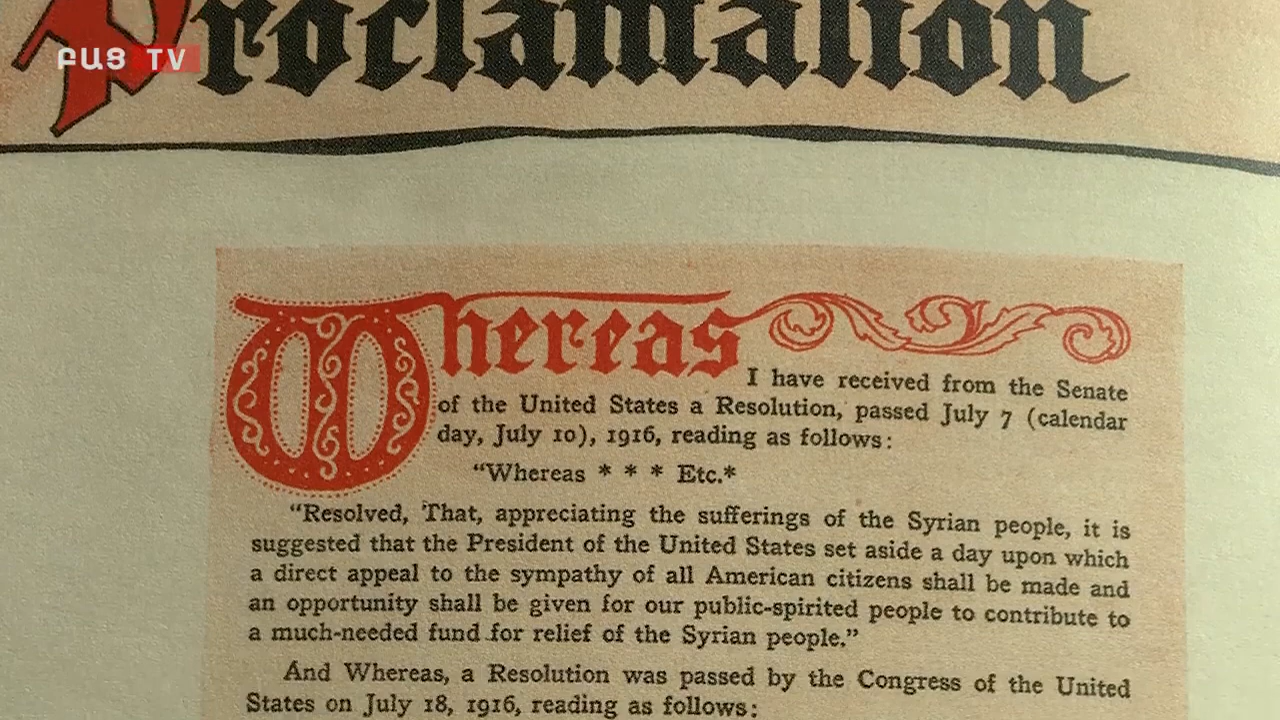 ԲԱՑ TV
Proclamation
Whereas
I have received from the Senate
of the United States a Resolution, passed July 7 (calendar
day, July 10), 1916, reading as follows:
"Whereas * * * Etc.*
"Resolved, That, appreciating the sufferings of the Syrian people, it is
suggested that the President of the United States set aside a day upon which
a direct appeal to the sympathy of all American citizens shall be made and
an opportunity shall be given for our public-spirited people to contribute to
a much-needed fund for relief of the Syrian people."
And Whereas, a Resolution was passed by the Congress of the United
States on July 18, 1916, reading as follows: